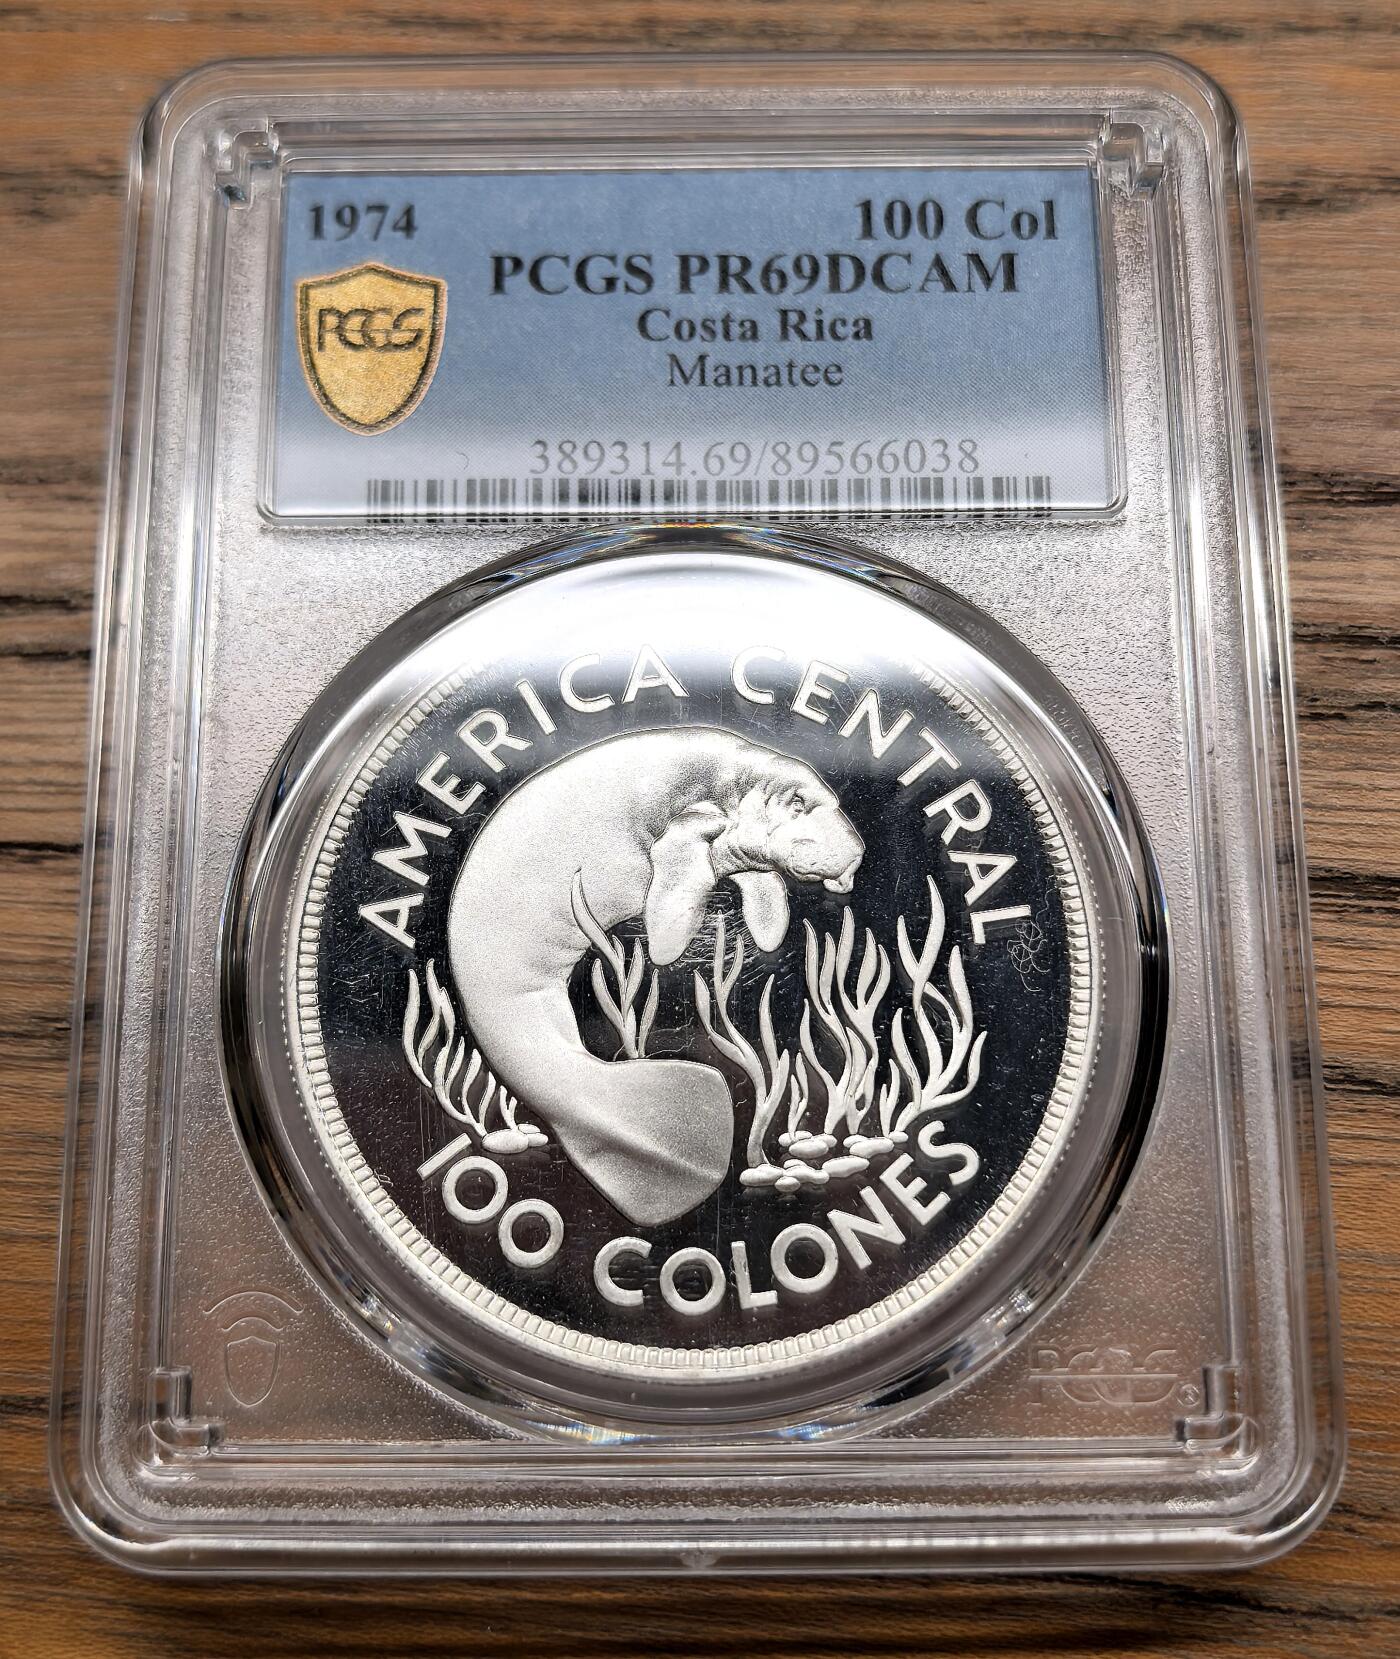 1974
100 Col
PCGS PR69DCAM
PCGS
Costa Rica
Manatee
389314.69/89566038
AMERICA CENTRAL
100 COLONES
PCGS®